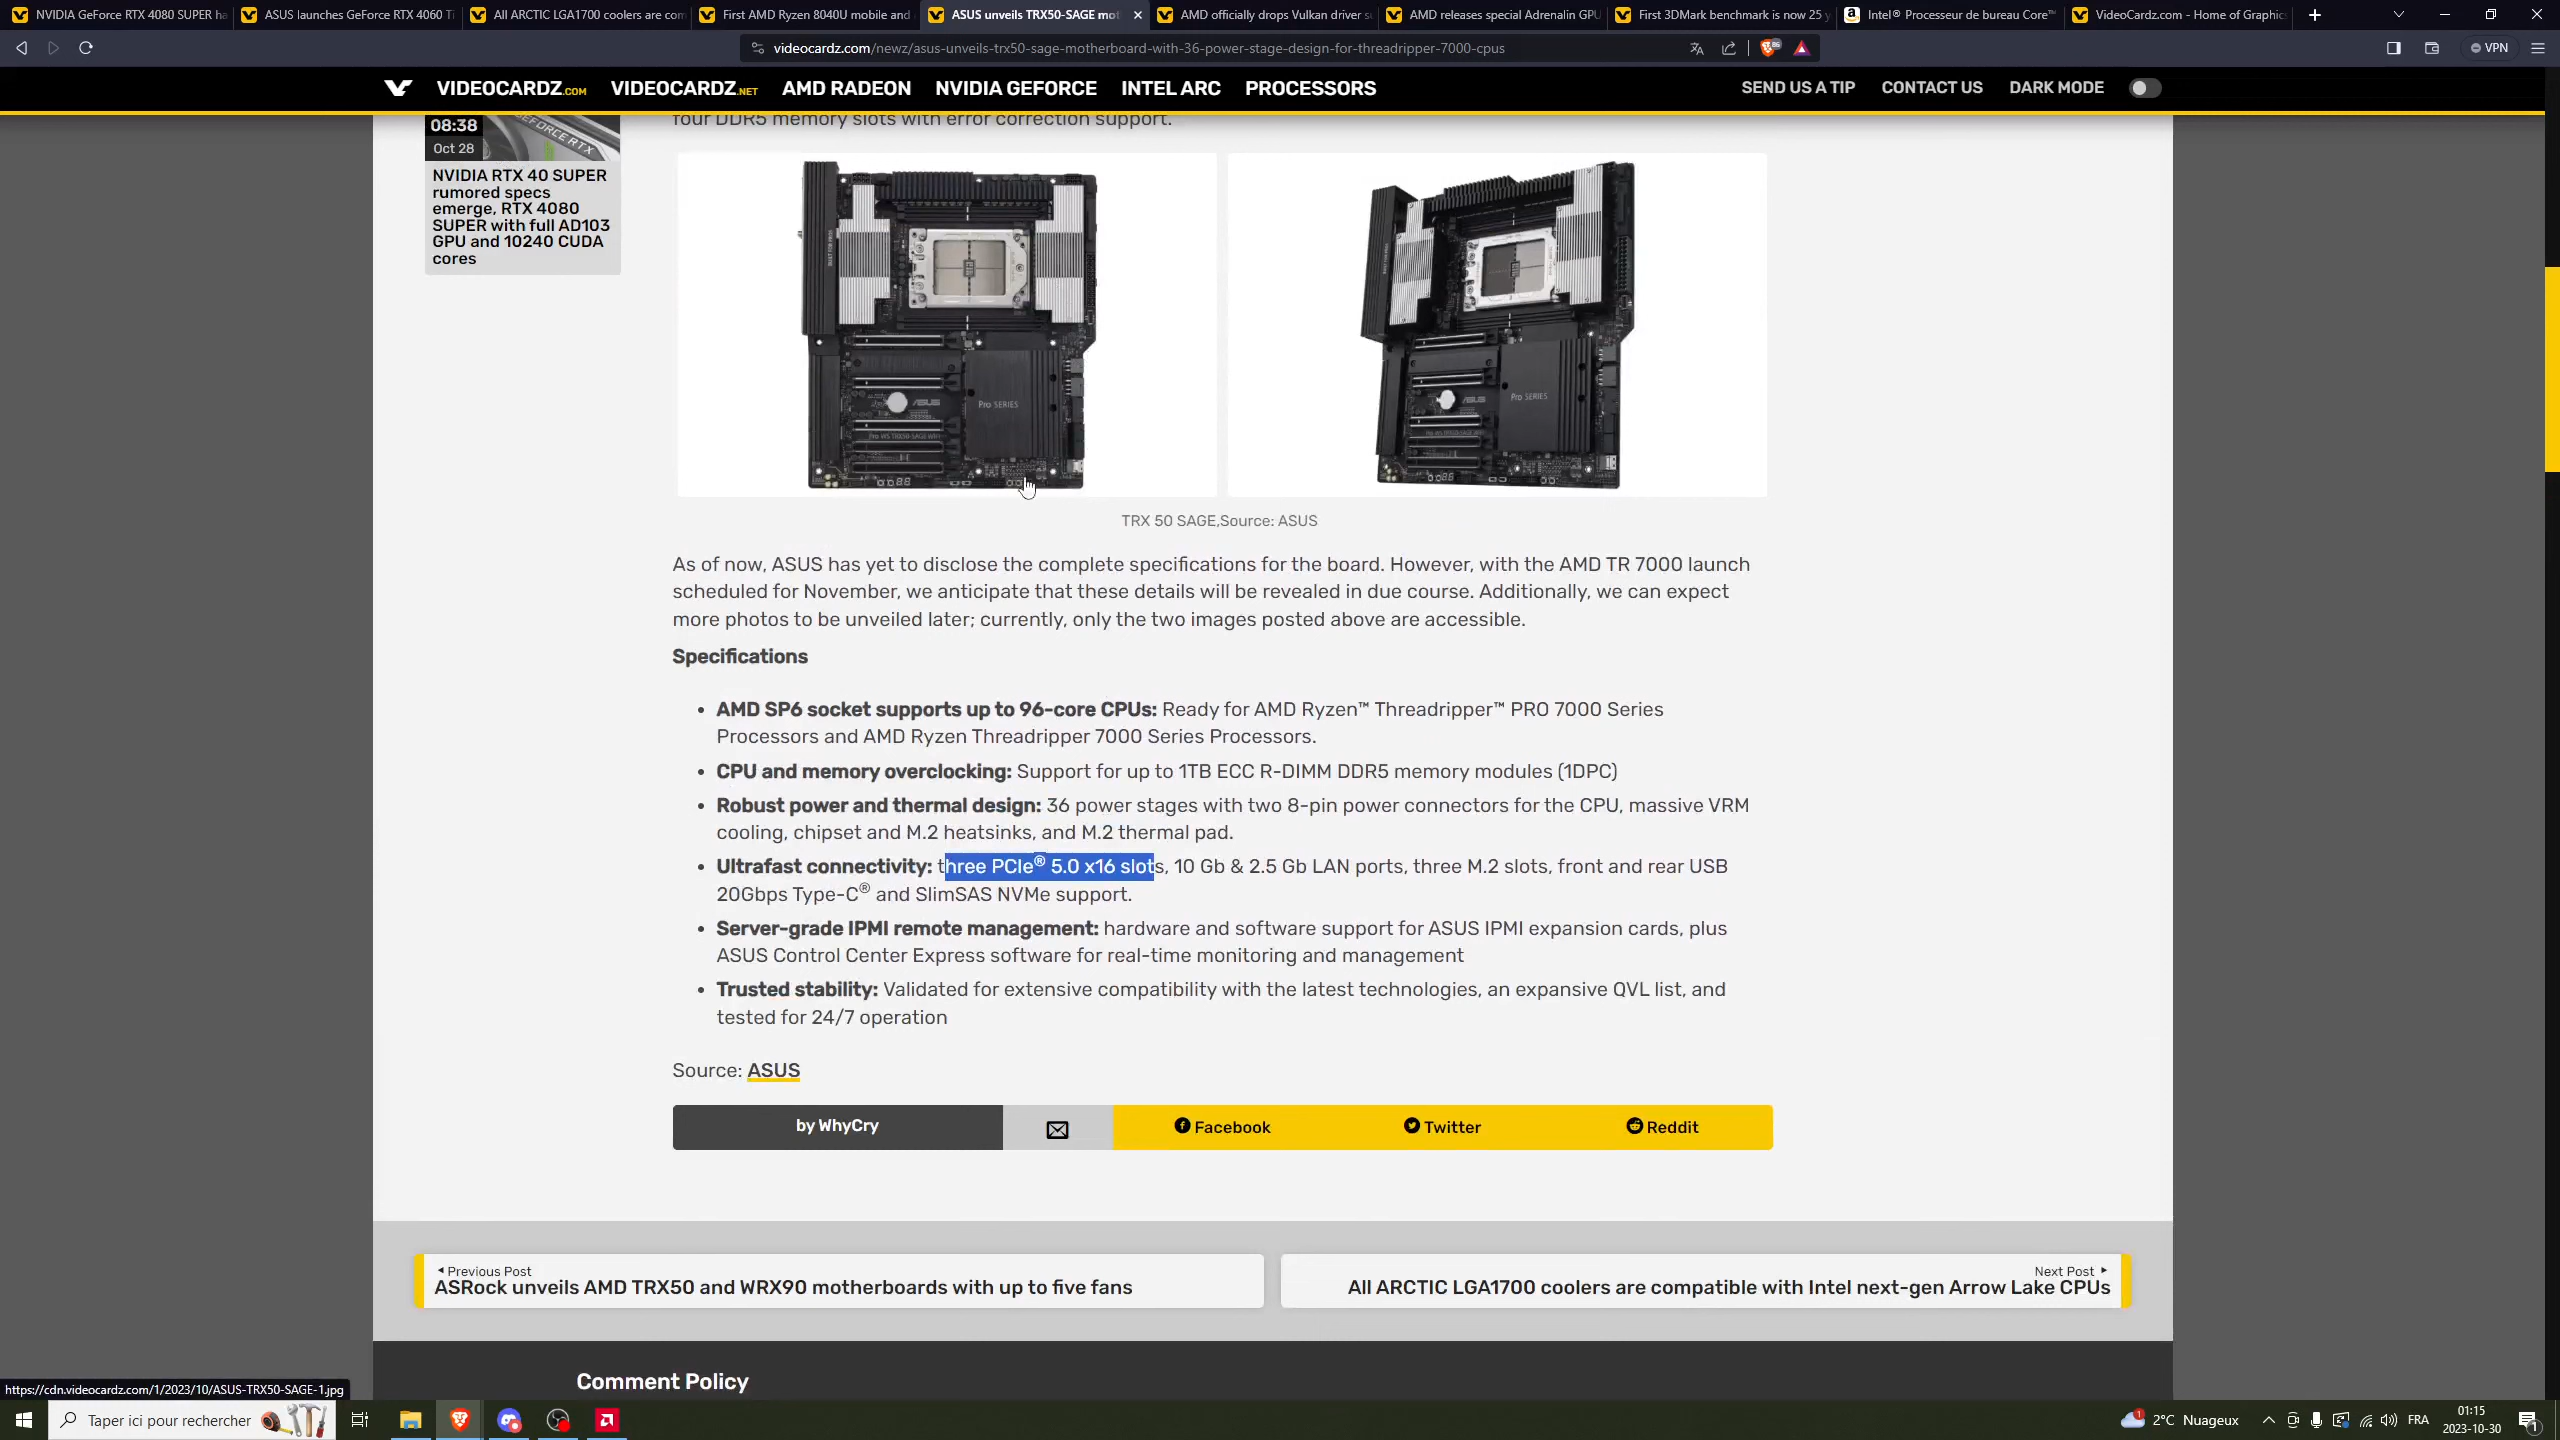 NVIDIA GeForce RTX 4080 SUPER ha
ASUS launches GeForce RTX 4060 Ti
All ARCTIC LGA1700 coolers are com
First AMD Ryzen 8040U mobile and
ASUS unveils TRX50-SAGE mot
AMD officially drops Vulkan driver su
AMD releases special Adrenalin GPU
First 3DMark benchmark is now 25 y
Intel® Processeur de bureau Core™
VideoCardz.com - Home of Graphic
videocardz.com/newz/asus-unveils-trx50-sage-motherboard-with-36-power-stage-design-for-threadripper-7000-cpus
VPN
VIDEOCARDZ.COM
VIDEOCARDZ.NET
AMD RADEON
NVIDIA GEFORCE
INTEL ARC
PROCESSORS
SEND US A TIP
CONTACT US
DARK MODE
08:38
Oct 28
GEFORCE RTX
NVIDIA RTX 40 SUPER
rumored specs
emerge, RTX 4080
SUPER with full AD103
GPU and 10240 CUDA
cores
four DDR5 memory slots with error correction support.
ASUS
Pro SERIES
Pro WS TRX50-SAGE WIFI
ASUS
Pro SERIES
Pro WS TRX50-SAGE WIFI
TRX 50 SAGE,Source: ASUS
As of now, ASUS has yet to disclose the complete specifications for the board. However, with the AMD TR 7000 launch
scheduled for November, we anticipate that these details will be revealed in due course. Additionally, we can expect
more photos to be unveiled later; currently, only the two images posted above are accessible.
Specifications
• AMD SP6 socket supports up to 96-core CPUs: Ready for AMD Ryzen™ Threadripper™ PRO 7000 Series
Processors and AMD Ryzen Threadripper 7000 Series Processors.
• CPU and memory overclocking: Support for up to 1TB ECC R-DIMM DDR5 memory modules (1DPC)
• Robust power and thermal design: 36 power stages with two 8-pin power connectors for the CPU, massive VRM
cooling, chipset and M.2 heatsinks, and M.2 thermal pad.
• Ultrafast connectivity: three PCIe® 5.0 x16 slots, 10 Gb & 2.5 Gb LAN ports, three M.2 slots, front and rear USB
20Gbps Type-C® and SlimSAS NVMe support.
• Server-grade IPMI remote management: hardware and software support for ASUS IPMI expansion cards, plus
ASUS Control Center Express software for real-time monitoring and management
• Trusted stability: Validated for extensive compatibility with the latest technologies, an expansive QVL list, and
tested for 24/7 operation
Source: ASUS
by WhyCry
Facebook
Twitter
Reddit
Previous Post
ASRock unveils AMD TRX50 and WRX90 motherboards with up to five fans
Next Post
All ARCTIC LGA1700 coolers are compatible with Intel next-gen Arrow Lake CPUs
Comment Policy
https://cdn.videocardz.com/1/2023/10/ASUS-TRX50-SAGE-1.jpg
Taper ici pour rechercher
2°C Nuageux
FRA
01:15
2023-10-30